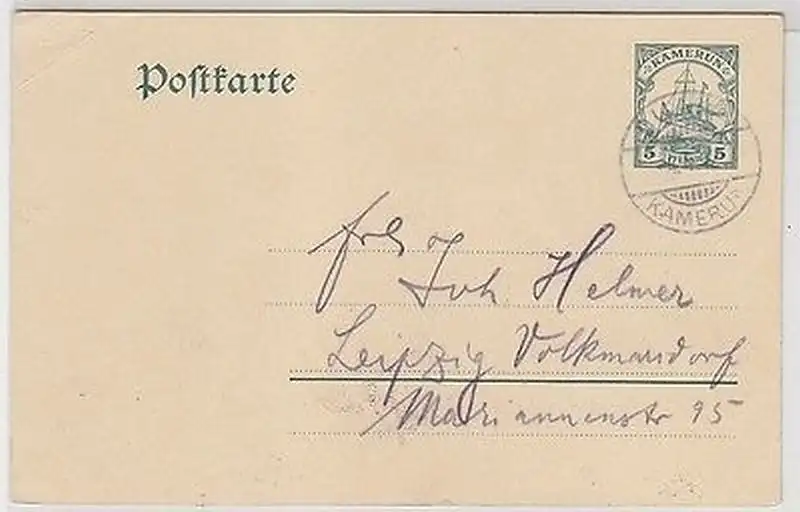 Postkarte
KAMERUN
5 5
KAMERUN
Joh Helmer
Leipzig Volkmarsdorf
Mariannenstr 95